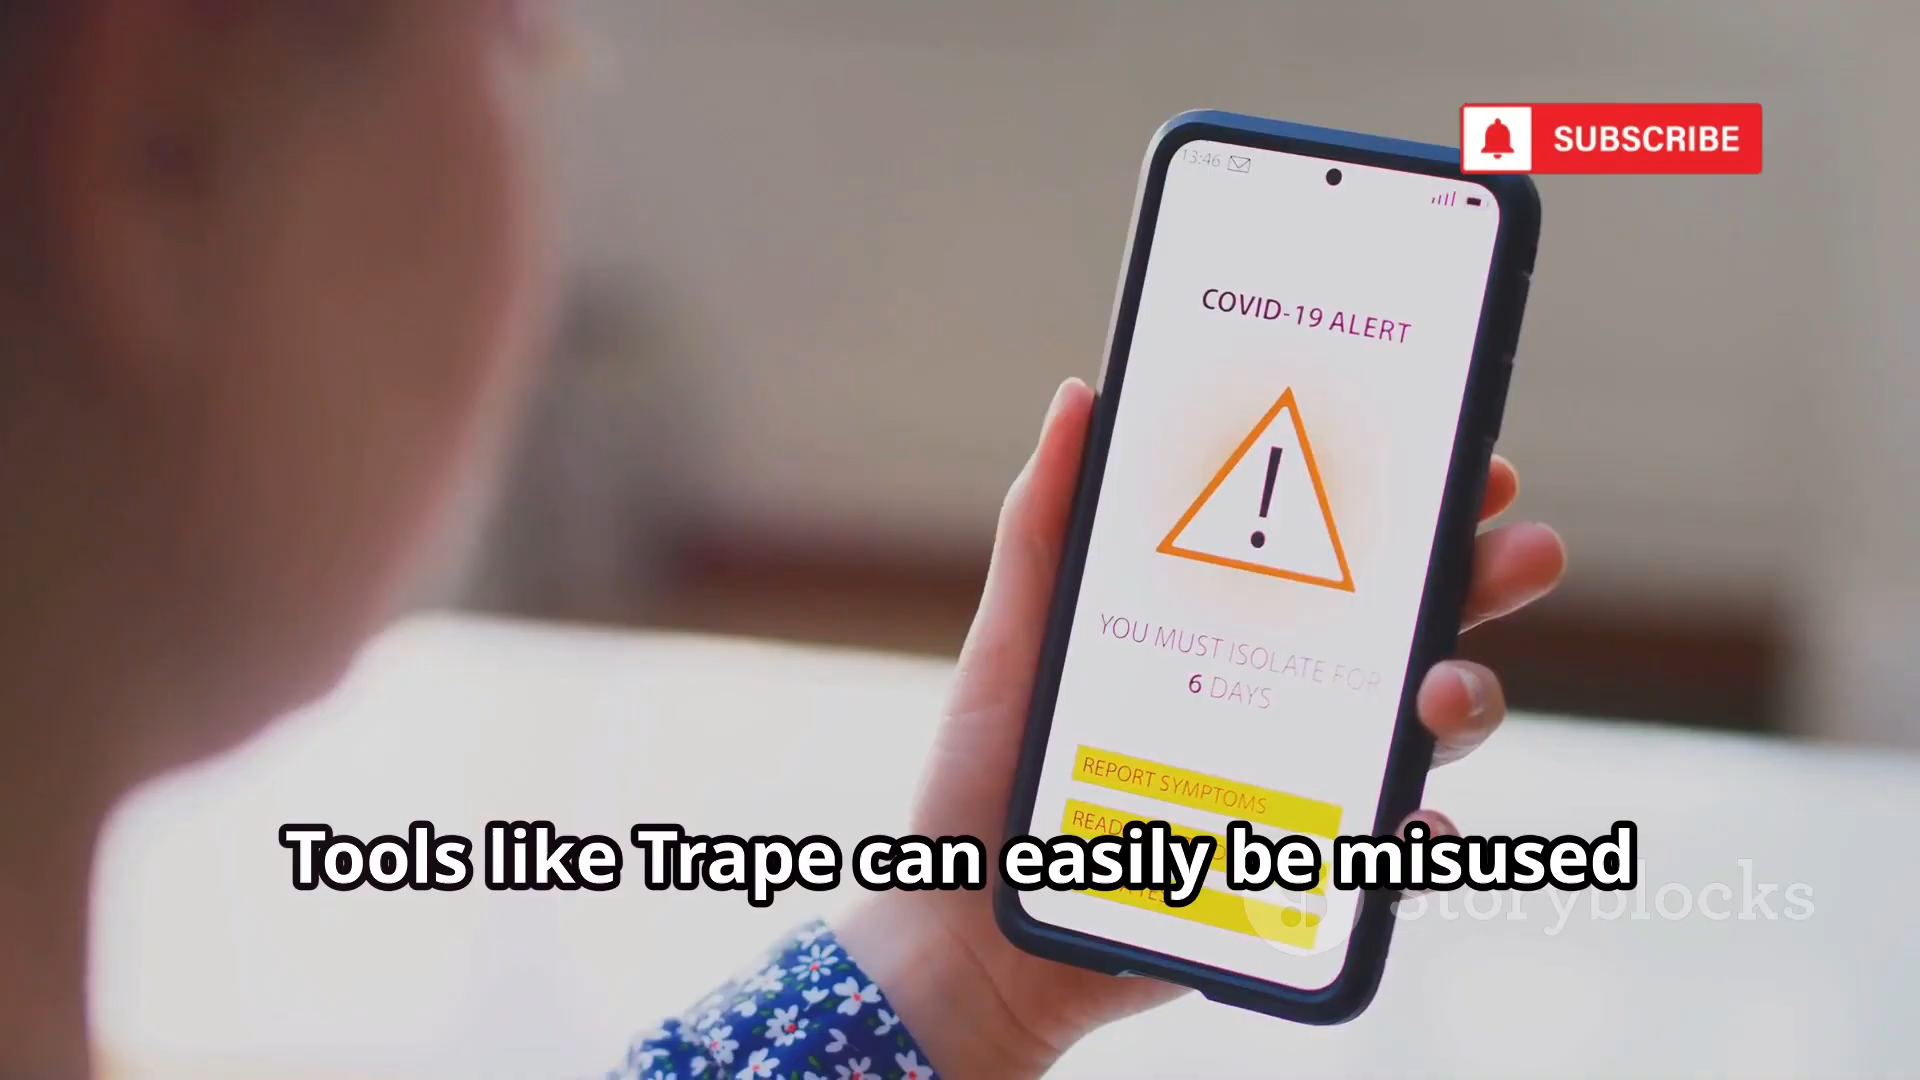 SUBSCRIBE
13:46
COVID-19 ALERT
!
YOU MUST ISOLATE FOR
6 DAYS
REPORT SYMPTOMS
READ
Tools like Trape can easily be misused
Storyblocks